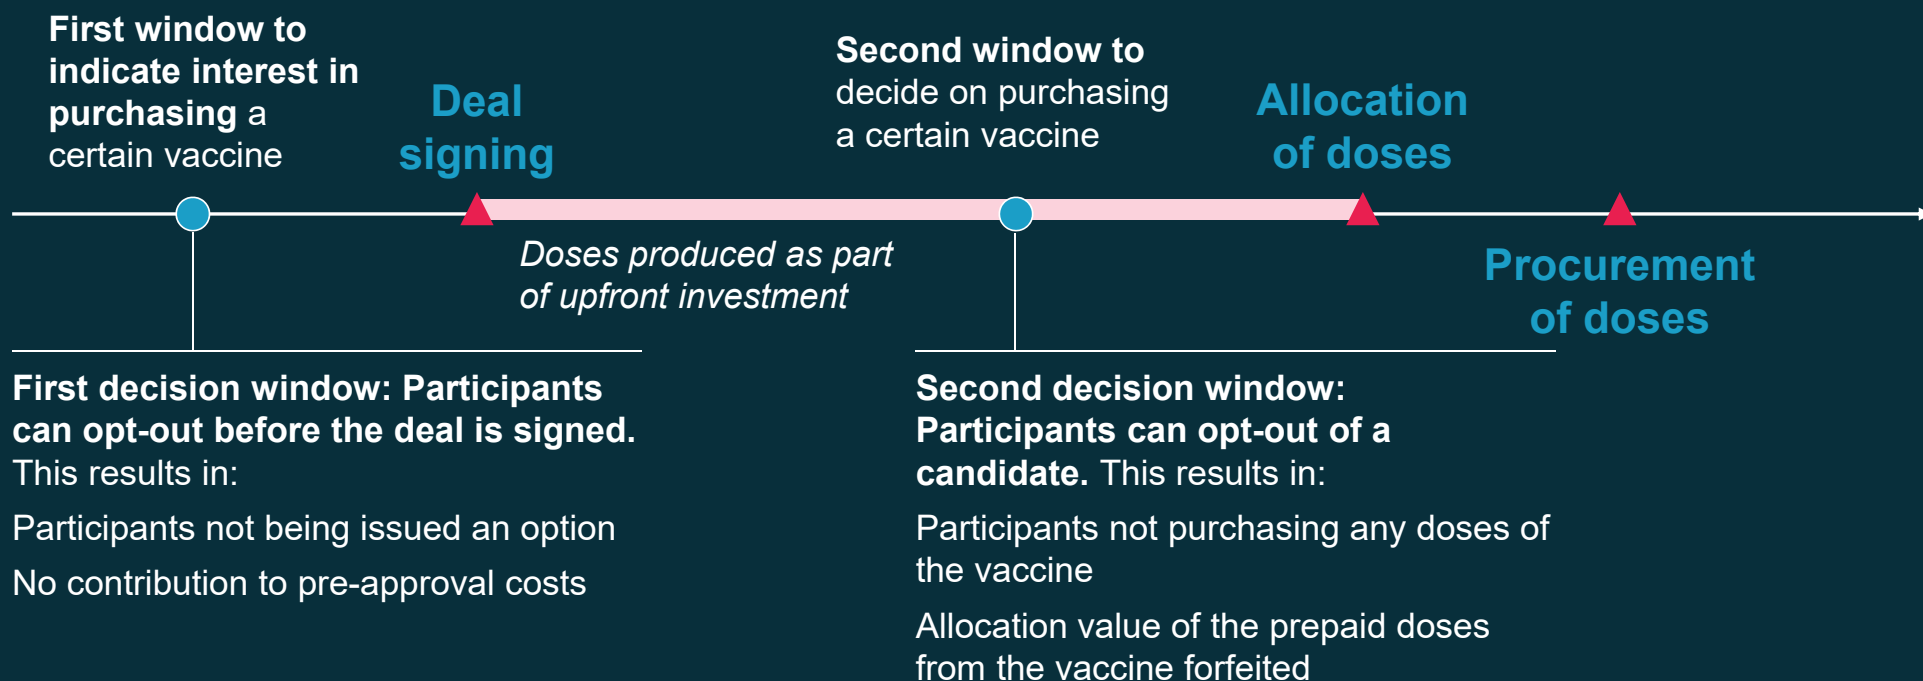 First window to
indicate interest in
purchasing a
certain vaccine
Deal
signing
Second window to
decide on purchasing
a certain vaccine
Allocation
of doses
Doses produced as part
of upfront investment
Procurement
of doses
First decision window: Participants
can opt-out before the deal is signed.
This results in:
Participants not being issued an option
No contribution to pre-approval costs
Second decision window:
Participants can opt-out of a
candidate. This results in:
Participants not purchasing any doses of
the vaccine
Allocation value of the prepaid doses
from the vaccine forfeited